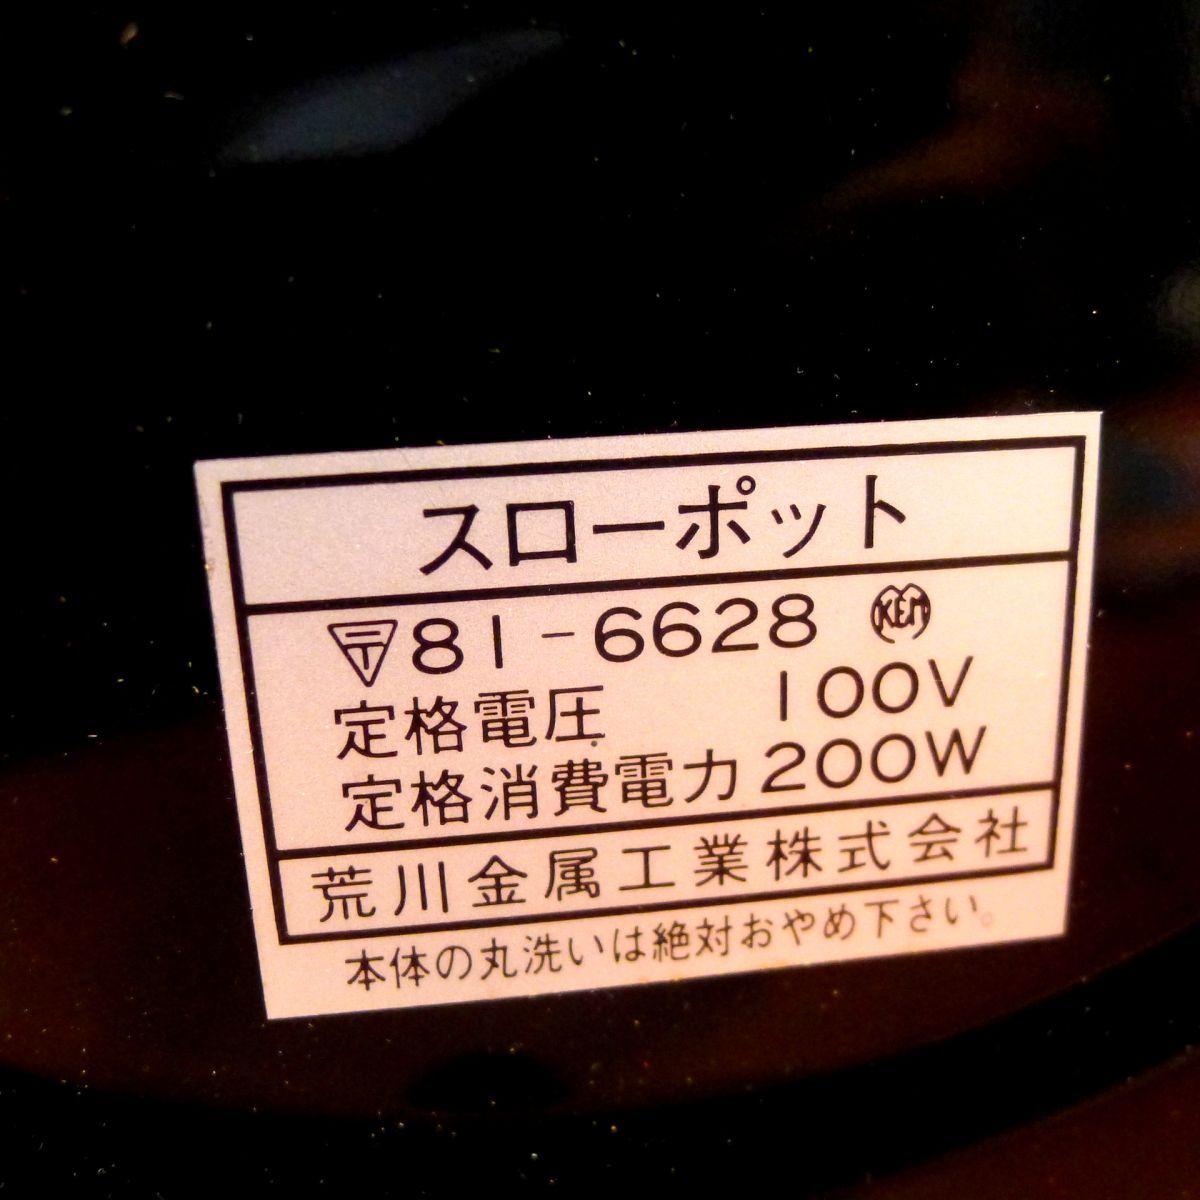 スローポット
〒81-6628 KEM
定格電圧 100V
定格消費電力 200W
荒川金属工業株式会社
本体の丸洗いは絶対おやめ下さい。